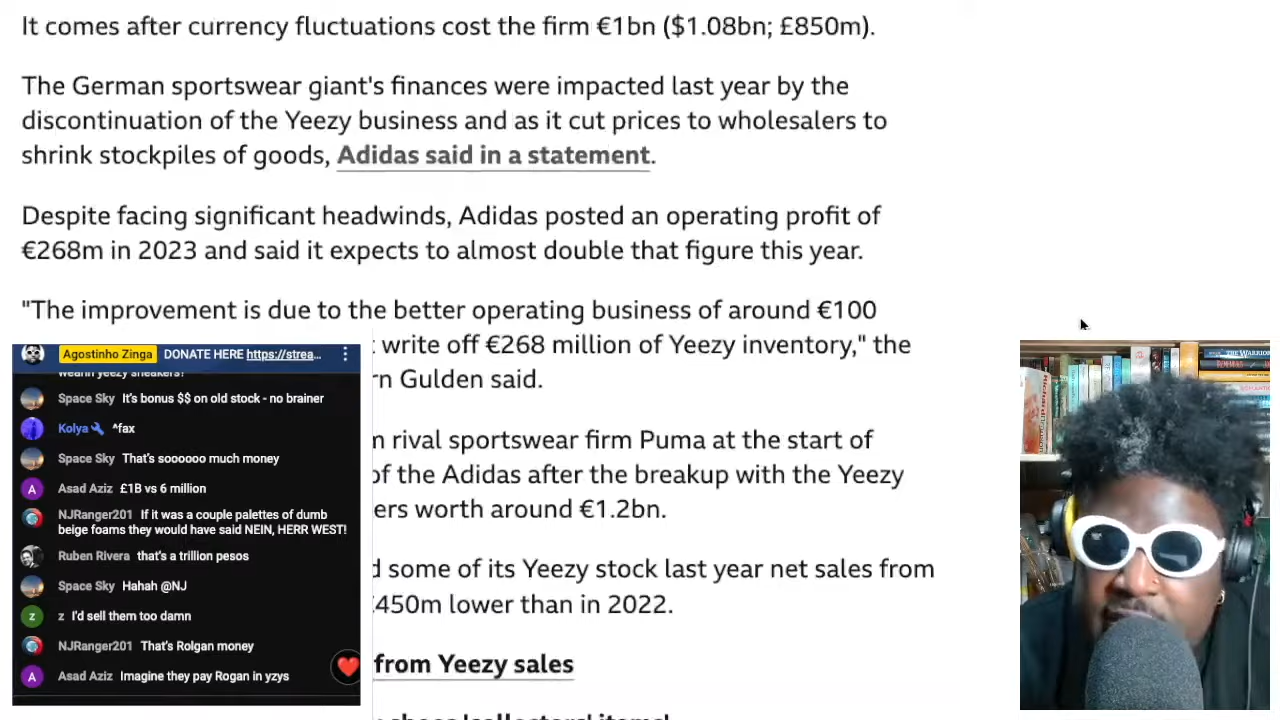 It comes after currency fluctuations cost the firm €1bn ($1.08bn; £850m).
The German sportswear giant's finances were impacted last year by the
discontinuation of the Yeezy business and as it cut prices to wholesalers to
shrink stockpiles of goods, Adidas said in a statement.
Despite facing significant headwinds, Adidas posted an operating profit of
€268m in 2023 and said it expects to almost double that figure this year.
"The improvement is due to the better operating business of around €100
write off €268 million of Yeezy inventory," the
rn Gulden said.
rival sportswear firm Puma at the start of
of the Adidas after the breakup with the Yeezy
ers worth around €1.2bn.
d some of its Yeezy stock last year net sales from
€450m lower than in 2022.
from Yeezy sales
Agostinho Zinga DONATE HERE https://strea...
wearin yeezy sneakers?
Space Sky It's bonus $$ on old stock - no brainer
Kolya ^fax
Space Sky That's soooooo much money
A Asad Aziz £1B vs 6 million
NJRanger201 If it was a couple palettes of dumb
beige foams they would have said NEIN, HERR WEST!
Ruben Rivera that's a trillion pesos
Space Sky Hahah @NJ
z z I'd sell them too damn
NJRanger201 That's Rolgan money
A Asad Aziz Imagine they pay Rogan in yzys
THE WARRIOR